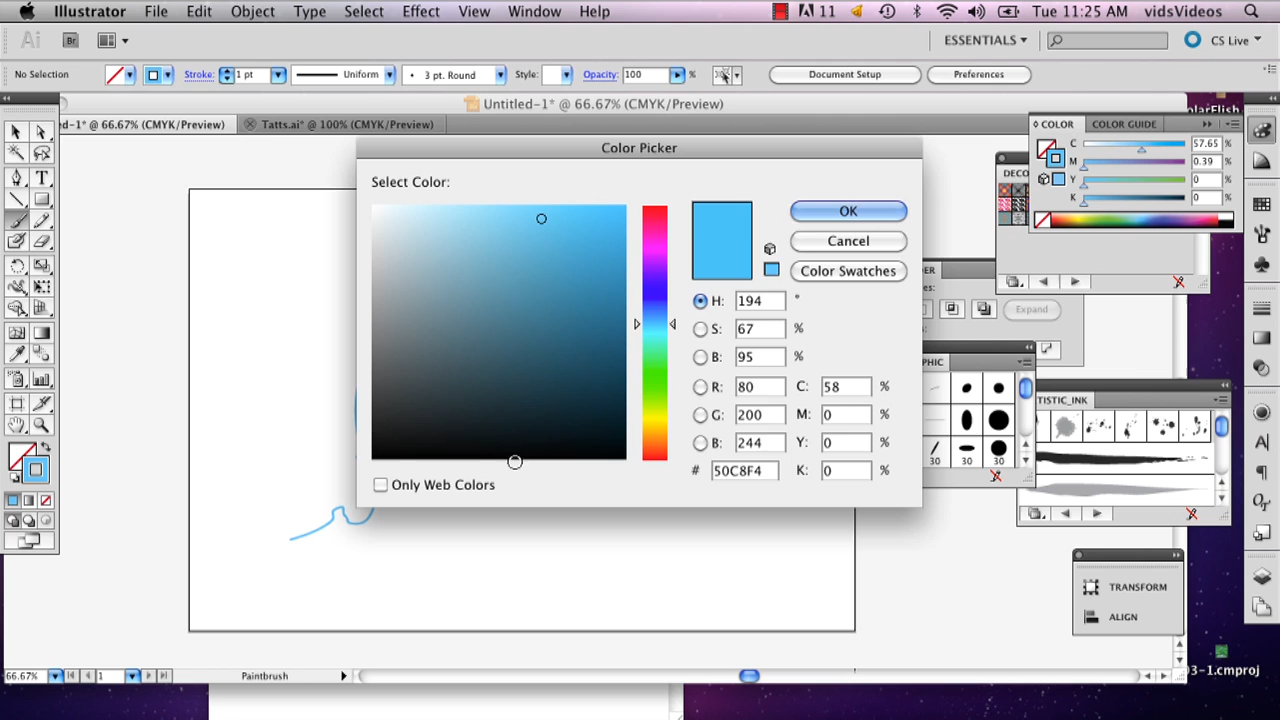 Illustrator File Edit Object Type Select Effect View Window Help 11 Tue 11:25 AM vidsVideos
Ai Br ESSENTIALS CS Live
No Selection Stroke: 1 pt Uniform 3 pt. Round Style: Opacity: 100 % Document Setup Preferences
Untitled-1* @ 66.67% (CMYK/Preview)
ed-1* @ 66.67% (CMYK/Preview) Tatts.ai* @ 100% (CMYK/Preview)
COLOR COLOR GUIDE
C 57.65 %
M 0.39 %
Y 0 %
K 0 %
DECO
Color Picker
Select Color:
OK
Cancel
Color Swatches
H: 194 °
S: 67 %
B: 95 %
R: 80 C: 58 %
G: 200 M: 0 %
B: 244 Y: 0 %
# 50C8F4 K: 0 %
Only Web Colors
DER
es:
Expand
PHIC
30 30 30
TISTIC_INK
TRANSFORM
ALIGN
66.67% 1 Paintbrush
03-1.cmproj